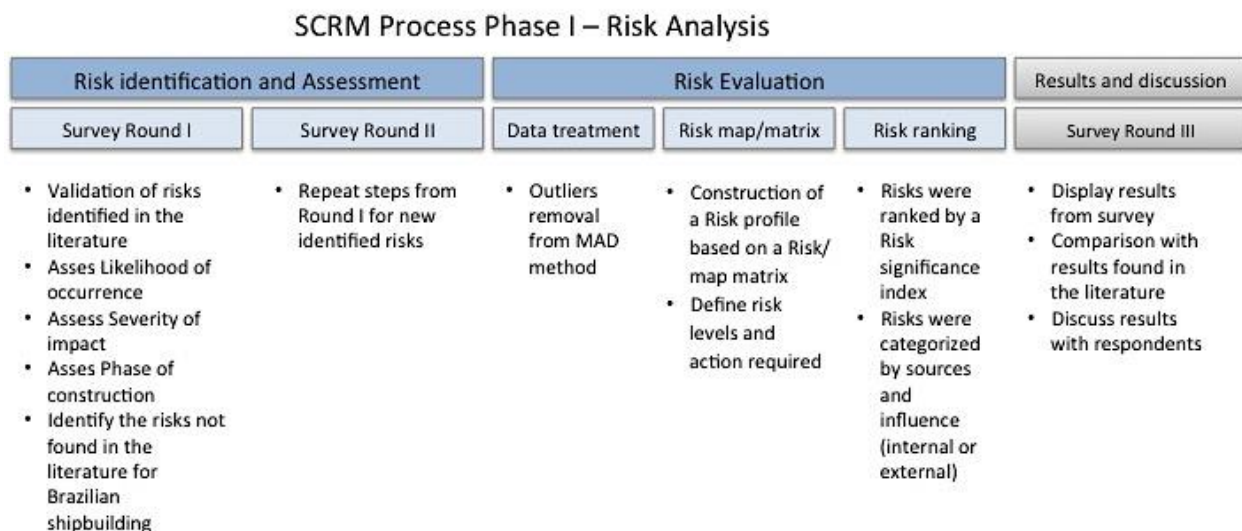 SCRM Process Phase I – Risk Analysis
Risk identification and Assessment
Risk Evaluation
Results and discussion
Survey Round I
Survey Round II
Data treatment
Risk map/matrix
Risk ranking
Survey Round III
• Validation of risks
identified in the
literature
• Asses Likelihood of
occurrence
• Assess Severity of
impact
• Asses Phase of
construction
• Identify the risks not
found in the
literature for
Brazilian
shipbuilding
• Repeat steps from
Round I for new
identified risks
• Outliers
removal
from MAD
method
• Construction of
a Risk profile
based on a Risk/
map matrix
• Define risk
levels and
action required
• Risks were
ranked by a
Risk
significance
index
• Risks were
categorized
by sources
and
influence
(internal or
external)
• Display results
from survey
• Comparison with
results found in
the literature
• Discuss results
with respondents